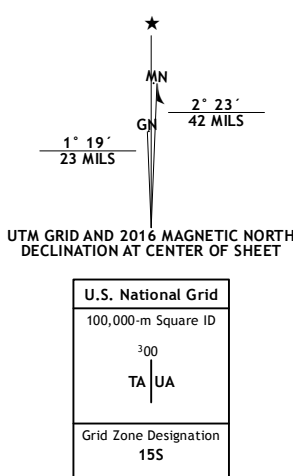 ★
MN
GN
2° 23´
42 MILS
1° 19´
23 MILS
UTM GRID AND 2016 MAGNETIC NORTH
DECLINATION AT CENTER OF SHEET
U.S. National Grid
100,000-m Square ID
³00
TA UA
Grid Zone Designation
15S